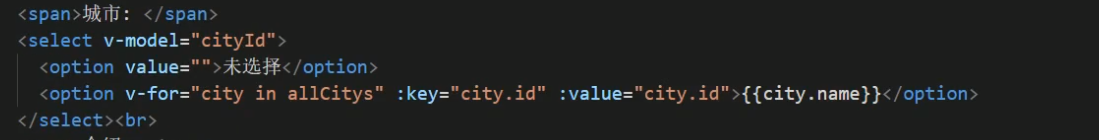 <span>城市: </span>
<select v-model="cityId">
<option value="">未选择</option>
<option v-for="city in allCitys" :key="city.id" :value="city.id">{{city.name}}</option>
</select><br>